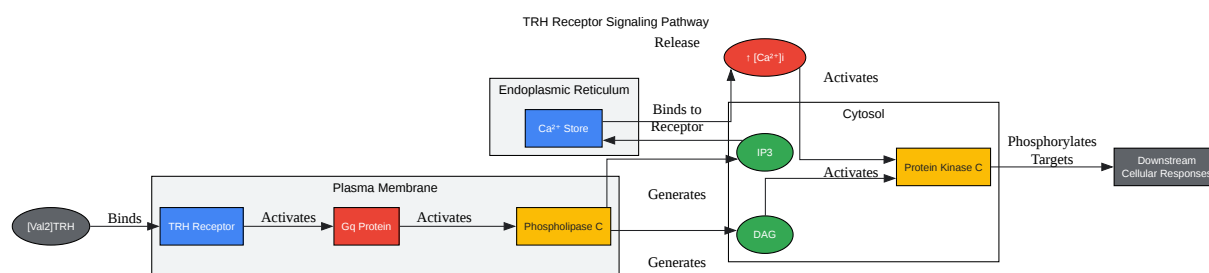 TRH Receptor Signaling Pathway
Release
↑ [Ca²⁺]i
Activates
Endoplasmic Reticulum
Ca²⁺ Store
Binds to
Receptor
Cytosol
IP3
Protein Kinase C
Activates
Phosphorylates
Targets
Downstream
Cellular Responses
Plasma Membrane
[Val2]TRH
Binds
TRH Receptor
Activates
Gq Protein
Activates
Phospholipase C
Generates
DAG
Generates